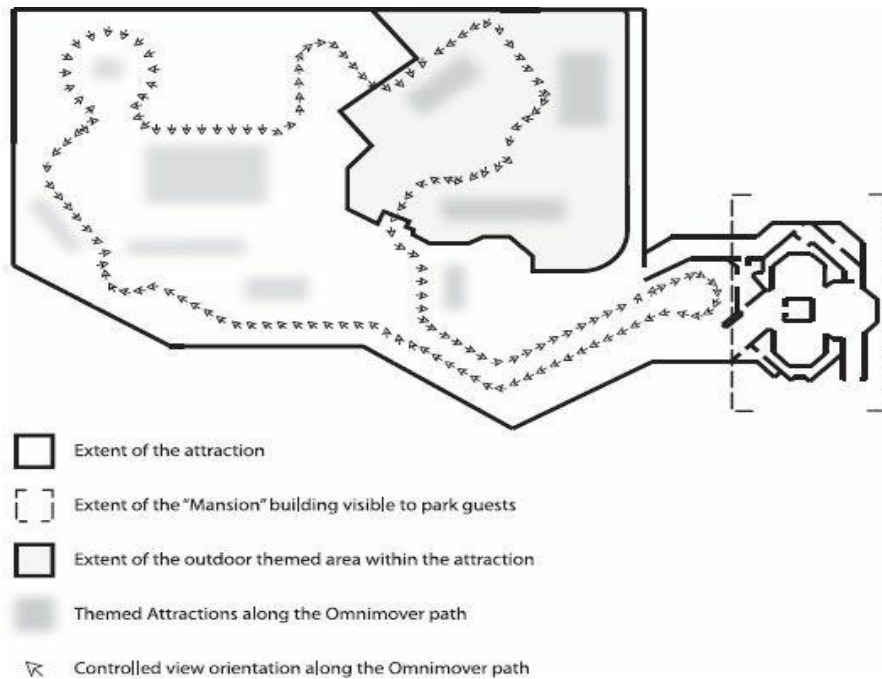 Extent of the attraction
Extent of the "Mansion" building visible to park guests
Extent of the outdoor themed area within the attraction
Themed Attractions along the Omnimover path
Controlled view orientation along the Omnimover path